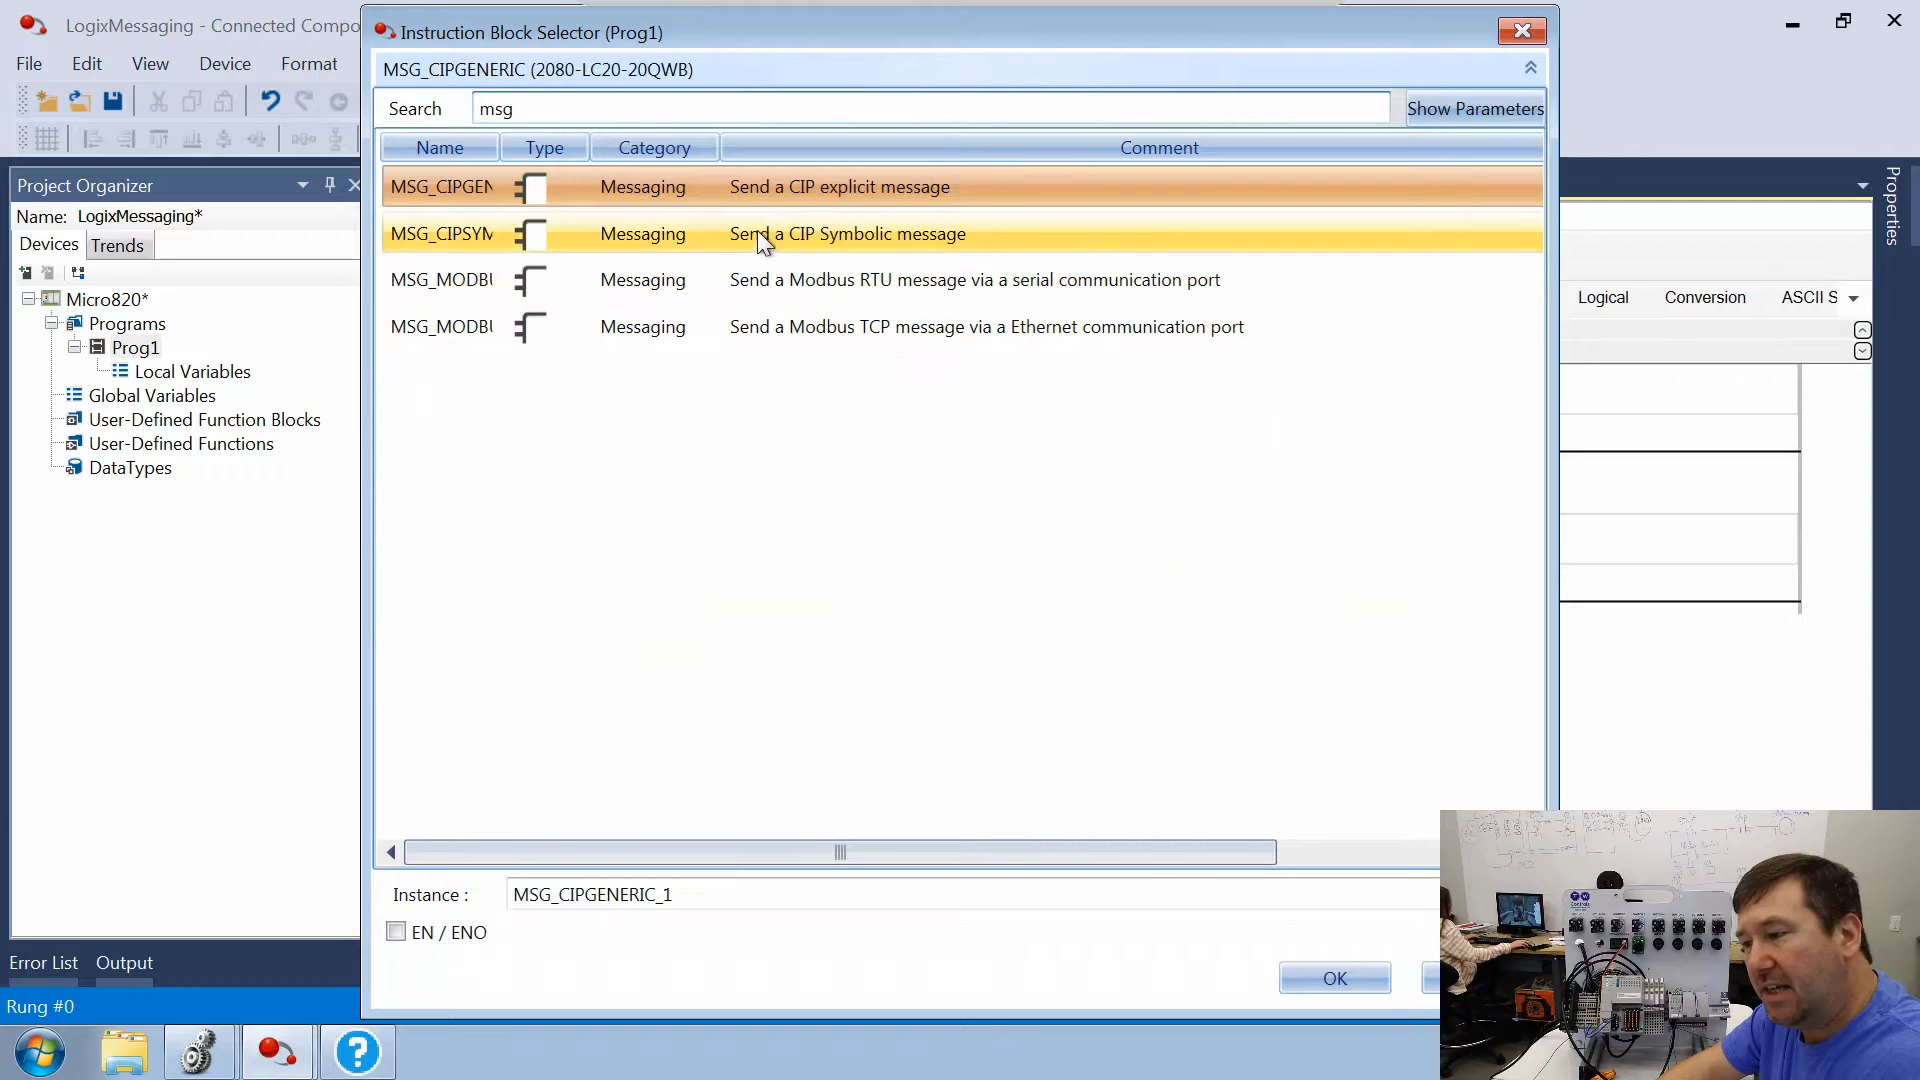 LogixMessaging - Connected Compo
Instruction Block Selector (Prog1)
File Edit View Device Format
MSG_CIPGENERIC (2080-LC20-20QWB)
Search msg Show Parameters
Name Type Category Comment
MSG_CIPGEN Messaging Send a CIP explicit message
MSG_CIPSYM Messaging Send a CIP Symbolic message
MSG_MODBU Messaging Send a Modbus RTU message via a serial communication port
MSG_MODBU Messaging Send a Modbus TCP message via a Ethernet communication port
Project Organizer
Name: LogixMessaging*
Devices Trends
Micro820*
Programs
Prog1
Local Variables
Global Variables
User-Defined Function Blocks
User-Defined Functions
DataTypes
Properties
Logical Conversion ASCII S
Instance : MSG_CIPGENERIC_1
EN / ENO
OK
Error List Output
Rung #0